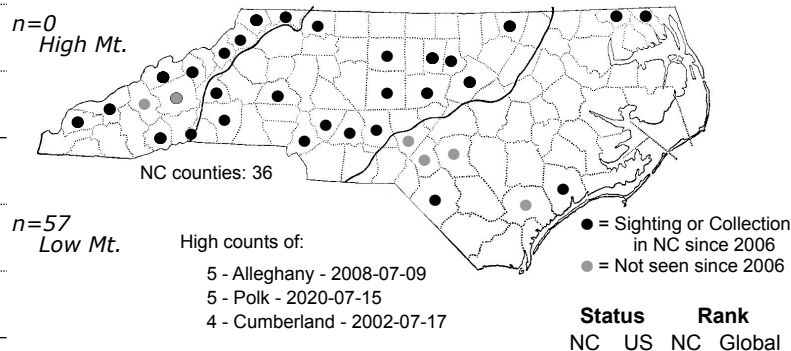 n=0
High Mt.
NC counties: 36
n=57
Low Mt.
High counts of:
5 - Alleghany - 2008-07-09
5 - Polk - 2020-07-15
4 - Cumberland - 2002-07-17
= Sighting or Collection
in NC since 2006
= Not seen since 2006
Status Rank
NC US NC Global